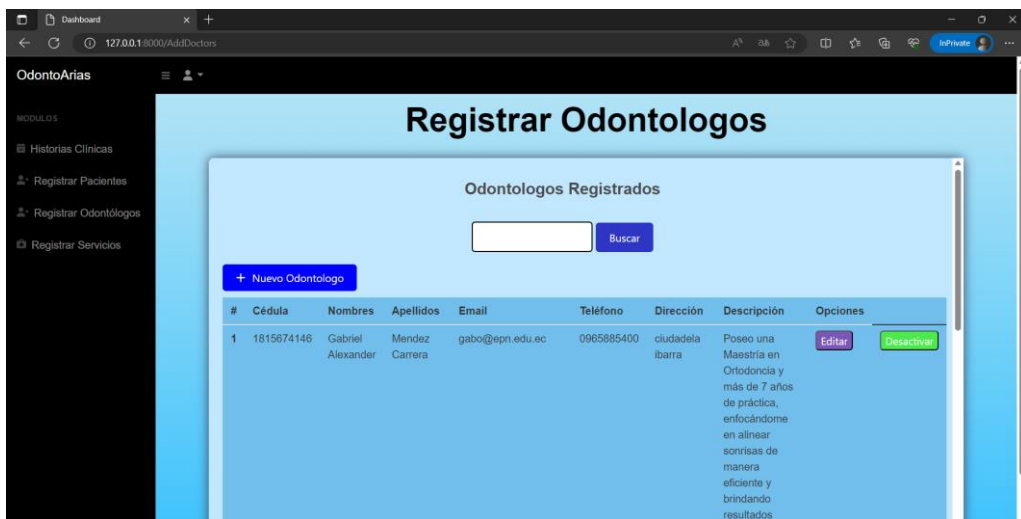 Dashboard
127.0.0.1:8000/AddDoctors
InPrivate
OdontoArias
MODULOS
Historias Clínicas
Registrar Pacientes
Registrar Odontólogos
Registrar Servicios
Registrar Odontologos
Odontologos Registrados
Buscar
+ Nuevo Odontologo
# Cédula Nombres Apellidos Email Teléfono Dirección Descripción Opciones
1 1815674146 Gabriel Mendez gabo@epn.edu.ec 0965885400 ciudadela Poseo una Editar Desactivar
Alexander Carrera ibarra Maestría en
Ortodoncia y
más de 7 años
de práctica,
enfocándome
en alinear
sonrisas de
manera
eficiente y
brindando
resultados